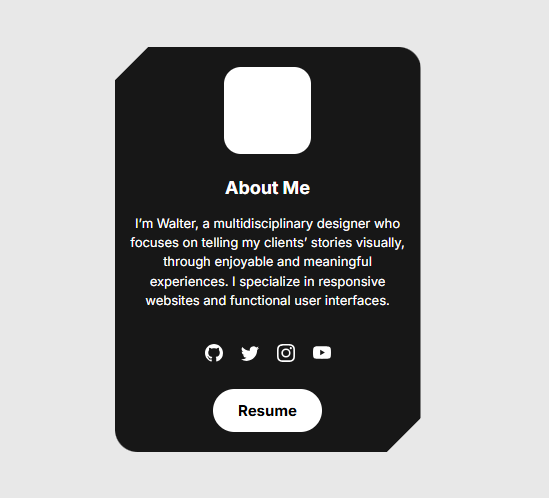 About Me
I’m Walter, a multidisciplinary designer who
focuses on telling my clients’ stories visually,
through enjoyable and meaningful
experiences. I specialize in responsive
websites and functional user interfaces.
Resume